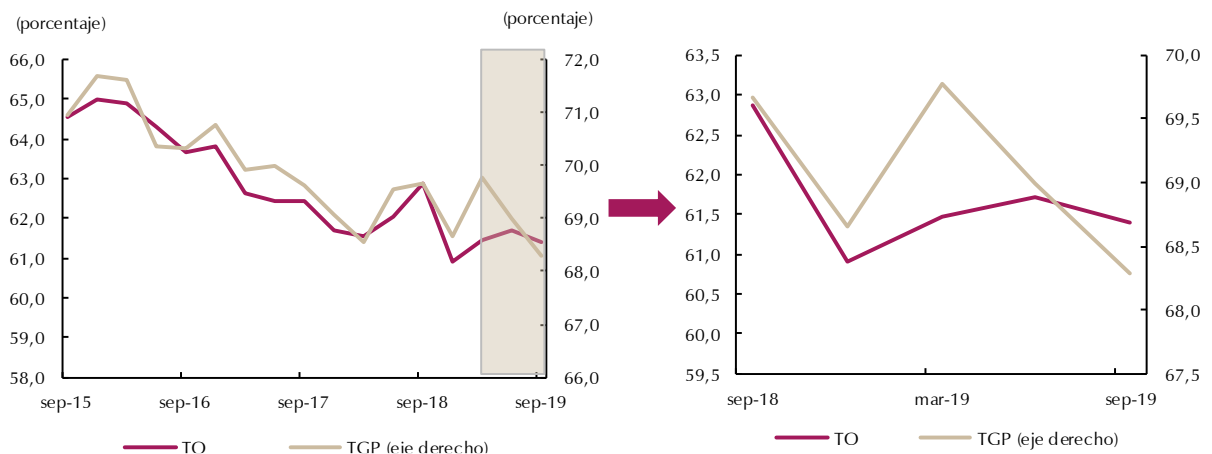 (porcentaje)
(porcentaje)
66,0
65,0
64,0
63,0
62,0
61,0
60,0
59,0
58,0
72,0
71,0
70,0
69,0
68,0
67,0
66,0
sep-15
sep-16
sep-17
sep-18
sep-19
TO
TGP (eje derecho)
63,5
63,0
62,5
62,0
61,5
61,0
60,5
60,0
59,5
70,0
69,5
69,0
68,5
68,0
67,5
sep-18
mar-19
sep-19
TO
TGP (eje derecho)